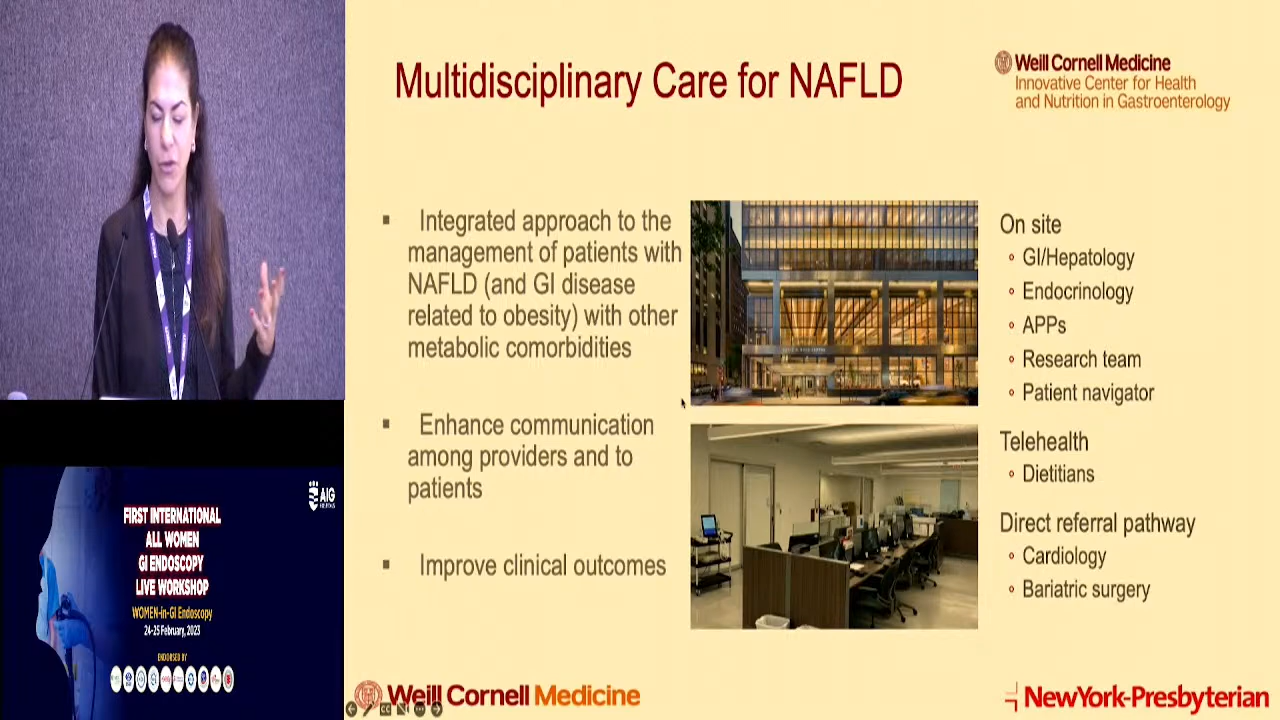 Multidisciplinary Care for NAFLD
Weill Cornell Medicine
Innovative Center for Health
and Nutrition in Gastroenterology
▪ Integrated approach to the
management of patients with
NAFLD (and GI disease
related to obesity) with other
metabolic comorbidities
▪ Enhance communication
among providers and to
patients
▪ Improve clinical outcomes
On site
∘ GI/Hepatology
∘ Endocrinology
∘ APPs
∘ Research team
∘ Patient navigator
Telehealth
∘ Dietitians
Direct referral pathway
∘ Cardiology
∘ Bariatric surgery
Weill Cornell Medicine
NewYork-Presbyterian
AIG
HOSPITALS
FIRST INTERNATIONAL
ALL WOMEN
GI ENDOSCOPY
LIVE WORKSHOP
WOMEN-in-GI Endoscopy
24-25 February, 2023
ENDORSED BY